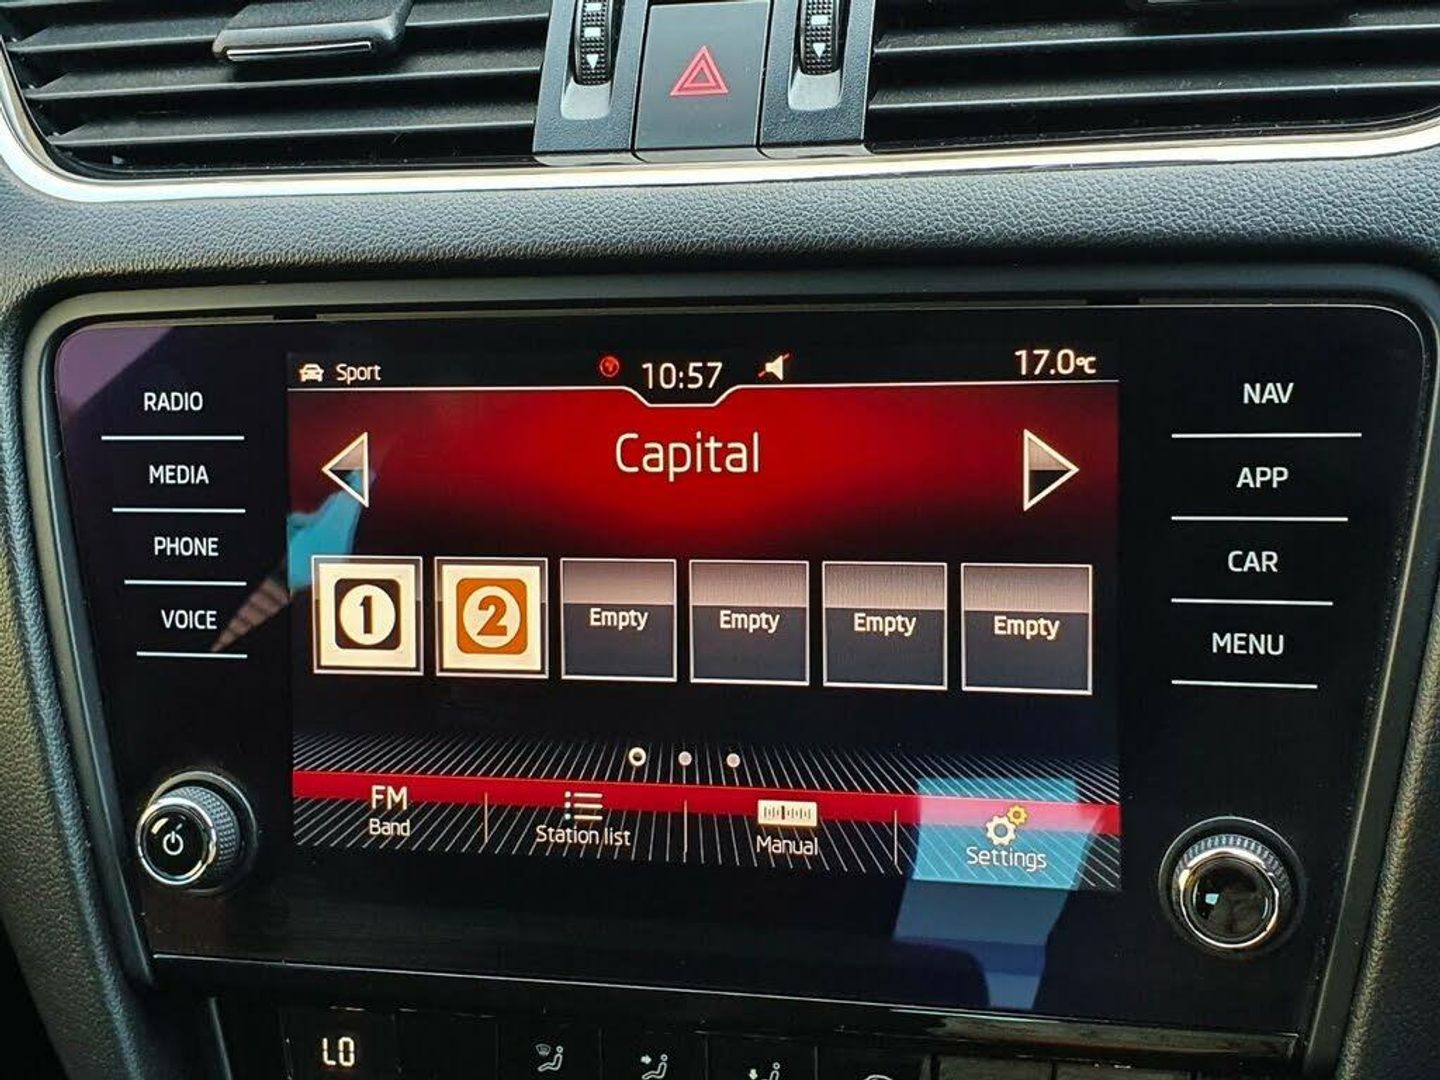 Sport
10:57
17.0°C
RADIO
MEDIA
PHONE
VOICE
Capital
NAV
APP
CAR
MENU
1
2
Empty
Empty
Empty
Empty
FM
Band
Station list
Manual
Settings
LO